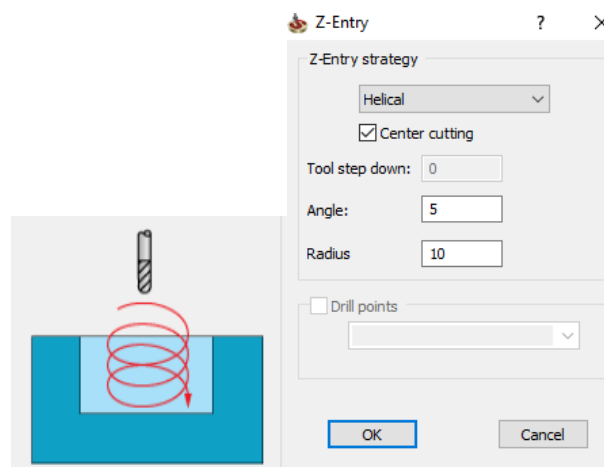 Z-Entry ?
Z-Entry strategy
Helical
Center cutting
Tool step down: 0
Angle: 5
Radius 10
Drill points
OK Cancel